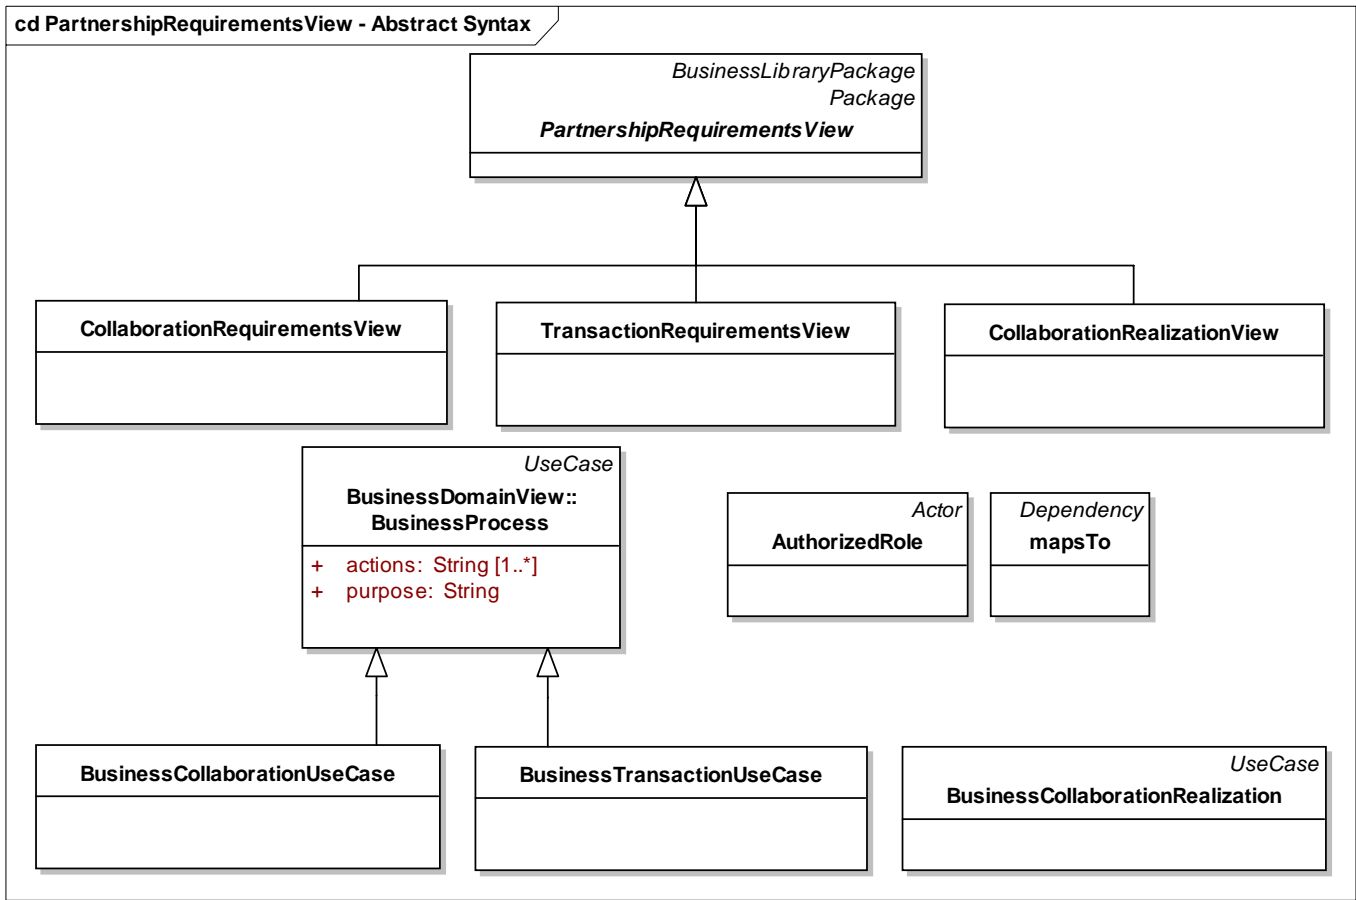 cd PartnershipRequirementsView - Abstract Syntax
BusinessLibraryPackage
Package
PartnershipRequirementsView
CollaborationRequirementsView
TransactionRequirementsView
CollaborationRealizationView
UseCase
BusinessDomainView::
BusinessProcess
+ actions: String [1..*]
+ purpose: String
Actor
AuthorizedRole
Dependency
mapsTo
BusinessCollaborationUseCase
BusinessTransactionUseCase
UseCase
BusinessCollaborationRealization